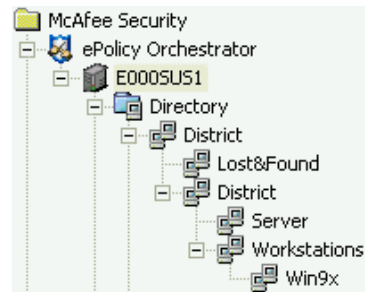 McAfee Security
ePolicy Orchestrator
E000SUS1
Directory
District
Lost&Found
District
Server
Workstations
Win9x